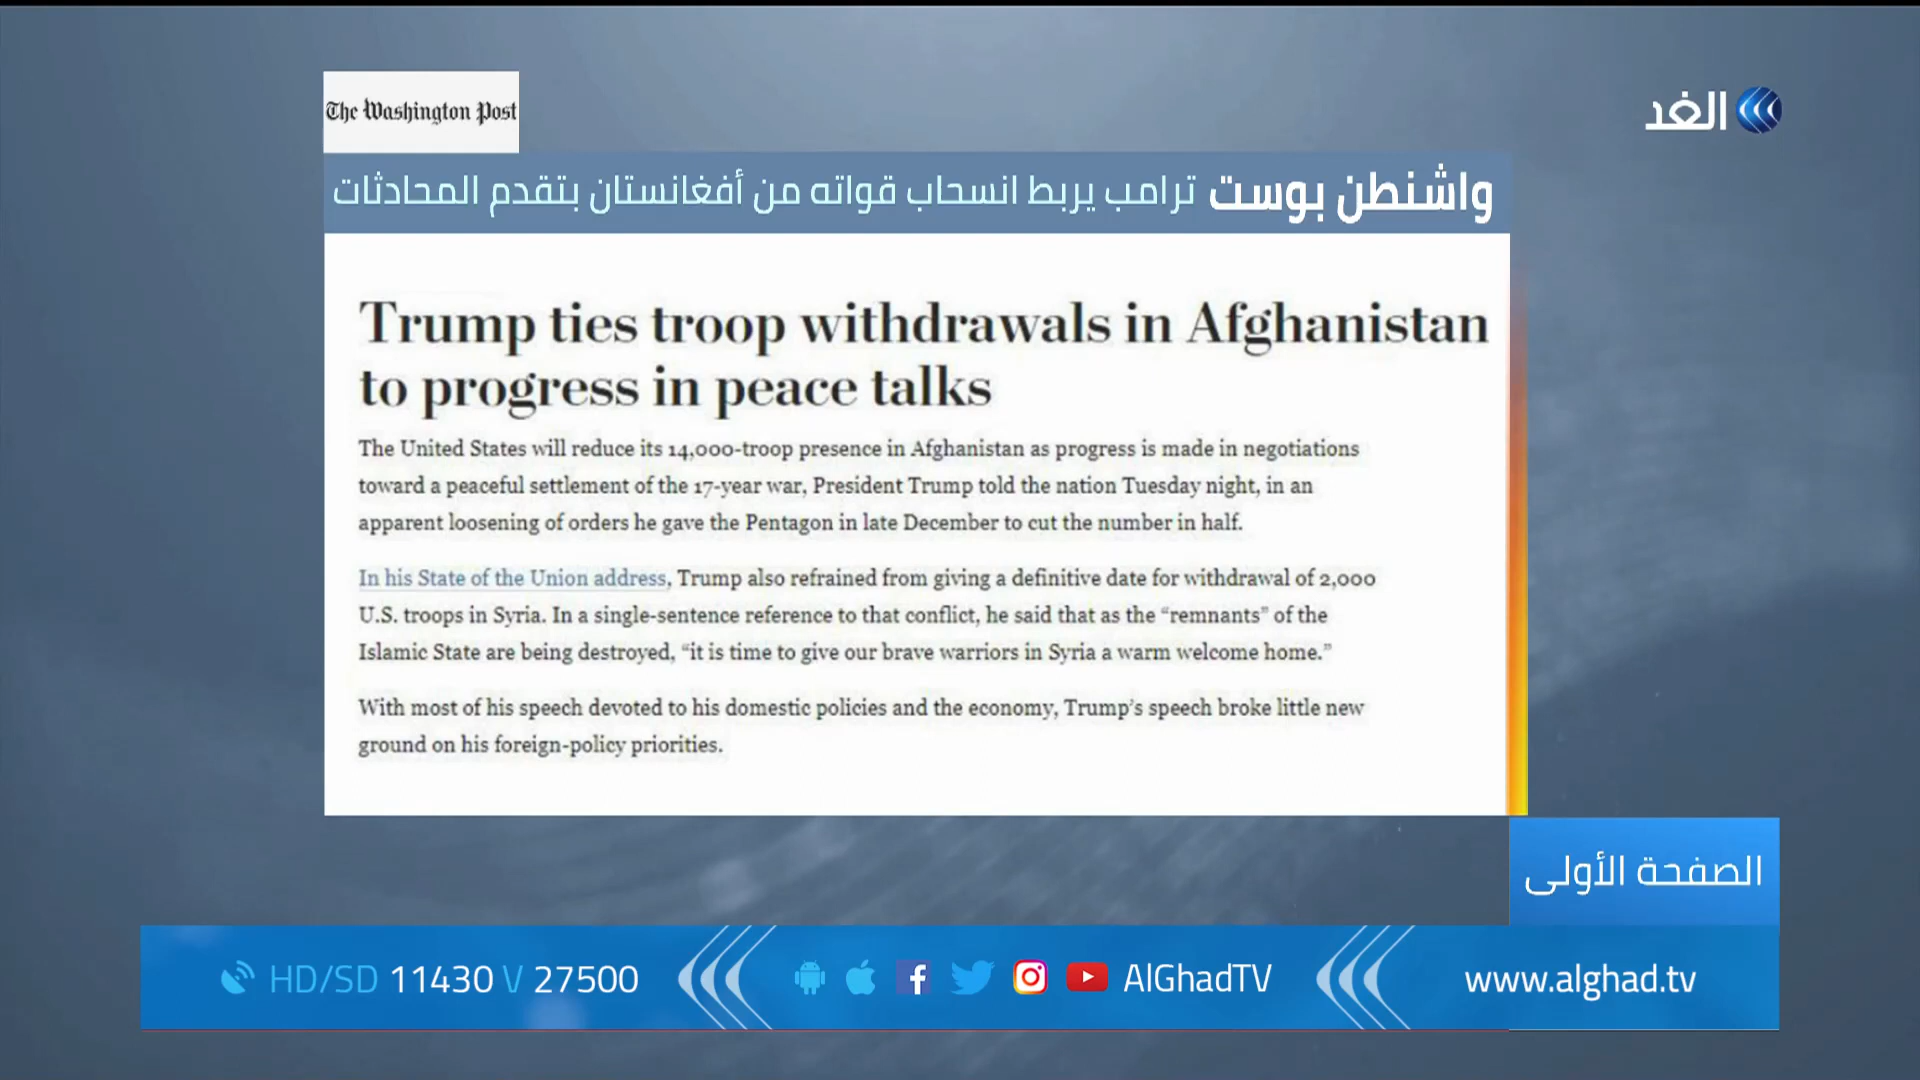 The Washington Post
الغد
واشنطن بوست ترامب يربط انسحاب قواته من أفغانستان بتقدم المحادثات
Trump ties troop withdrawals in Afghanistan
to progress in peace talks
The United States will reduce its 14,000-troop presence in Afghanistan as progress is made in negotiations
toward a peaceful settlement of the 17-year war, President Trump told the nation Tuesday night, in an
apparent loosening of orders he gave the Pentagon in late December to cut the number in half.
In his State of the Union address, Trump also refrained from giving a definitive date for withdrawal of 2,000
U.S. troops in Syria. In a single-sentence reference to that conflict, he said that as the “remnants” of the
Islamic State are being destroyed, “it is time to give our brave warriors in Syria a warm welcome home.”
With most of his speech devoted to his domestic policies and the economy, Trump’s speech broke little new
ground on his foreign-policy priorities.
الصفحة الأولى
HD/SD 11430 V 27500
AlGhadTV
www.alghad.tv